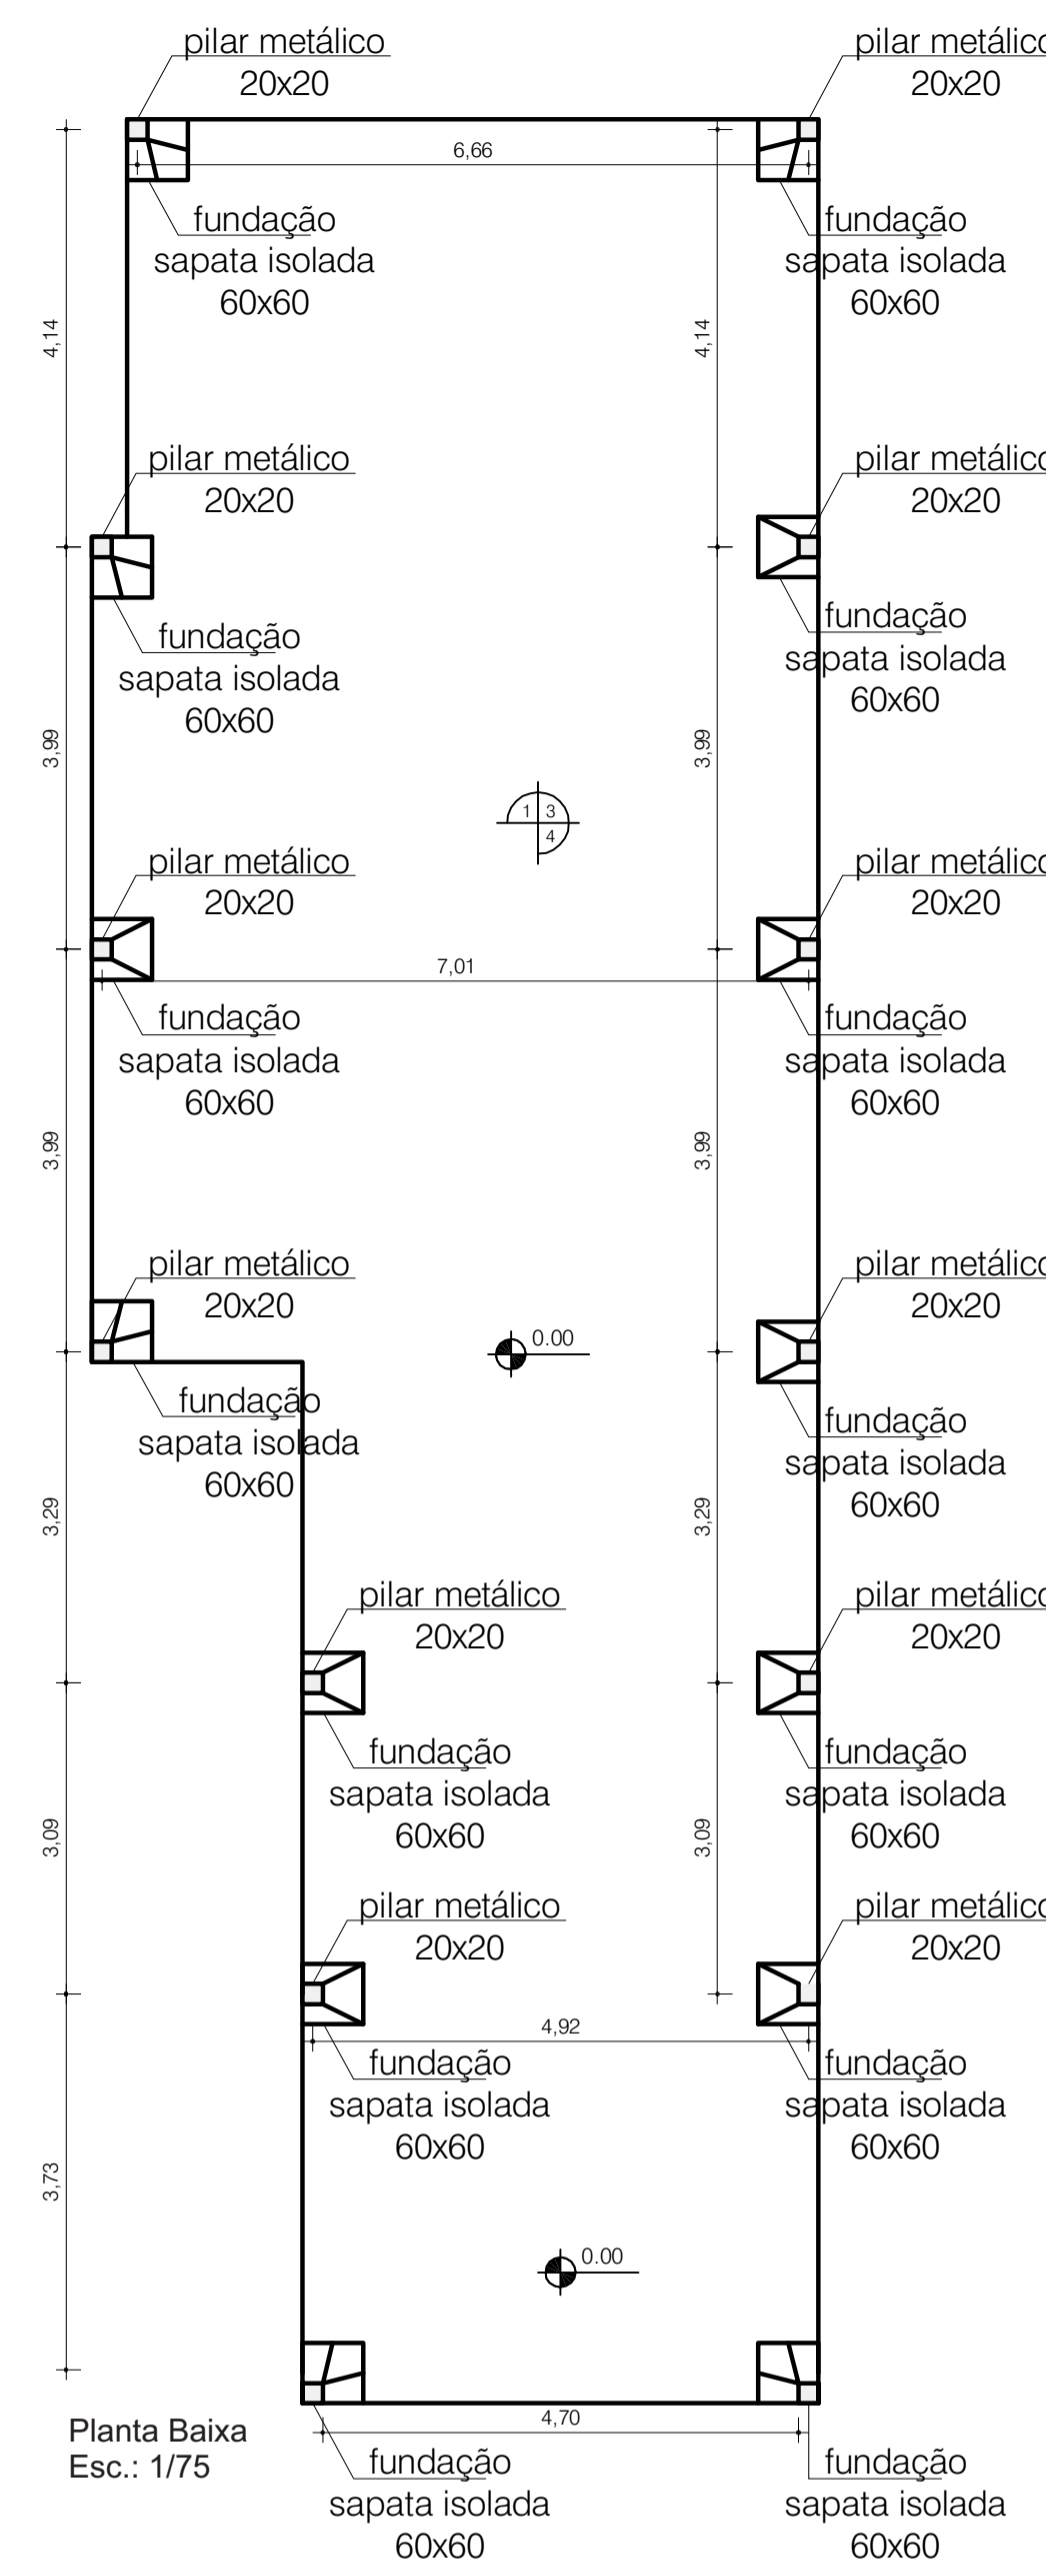 pilar metálico
20x20
pilar metálico
20x20
6,66
fundação
sapata isolada
60x60
fundação
sapata isolada
60x60
4,14
4,14
pilar metálico
20x20
pilar metálico
20x20
fundação
sapata isolada
60x60
fundação
sapata isolada
60x60
3,99
3,99
1 3
4
pilar metálico
20x20
pilar metálico
20x20
7,01
fundação
sapata isolada
60x60
fundação
sapata isolada
60x60
3,99
3,99
pilar metálico
20x20
pilar metálico
20x20
0.00
fundação
sapata isolada
60x60
fundação
sapata isolada
60x60
3,29
3,29
pilar metálico
20x20
pilar metálico
20x20
fundação
sapata isolada
60x60
fundação
sapata isolada
60x60
3,09
3,09
pilar metálico
20x20
pilar metálico
20x20
4,92
fundação
sapata isolada
60x60
fundação
sapata isolada
60x60
3,73
0.00
4,70
Planta Baixa
Esc.: 1/75
fundação
sapata isolada
60x60
fundação
sapata isolada
60x60